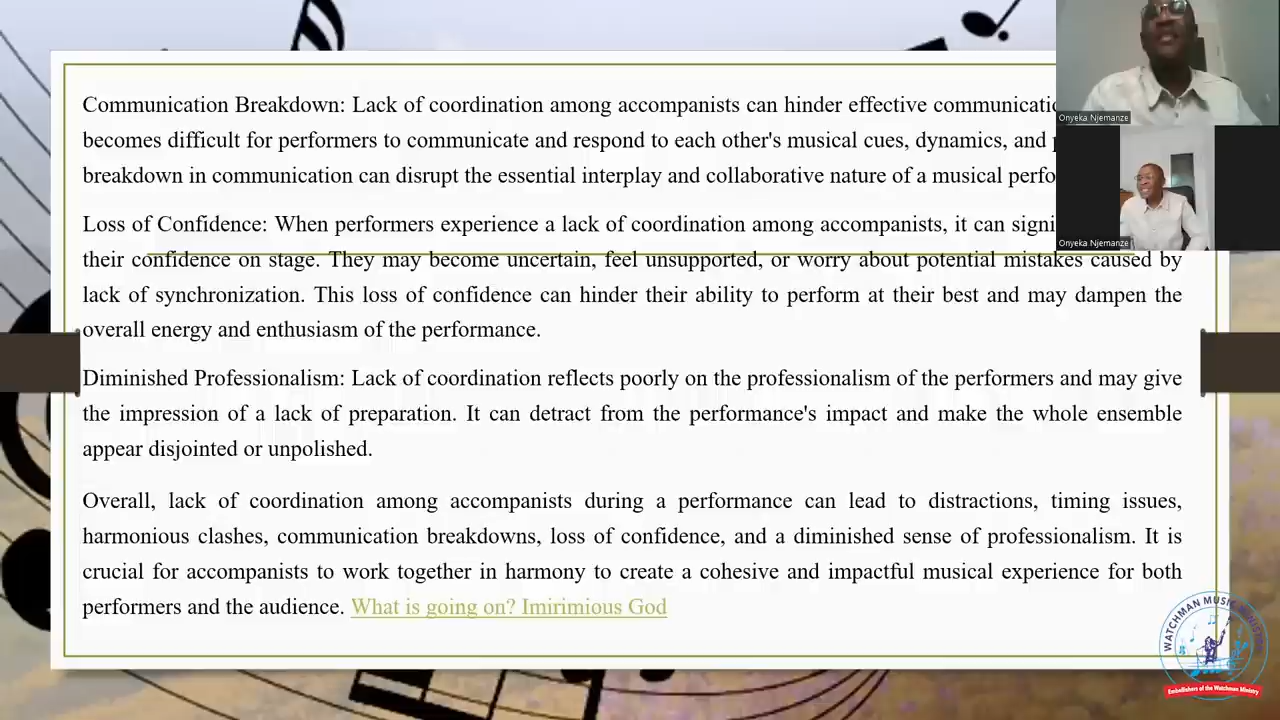 Communication Breakdown: Lack of coordination among accompanists can hinder effective
becomes difficult for performers to communicate and respond to each other's musical cues, dynamics, and
breakdown in communication can disrupt the essential interplay and collaborative nature of a musical
Loss of Confidence: When performers experience a lack of coordination among accompanists, it can
their confidence on stage. They may become uncertain, feel unsupported, or worry about potential mistakes caused by
lack of synchronization. This loss of confidence can hinder their ability to perform at their best and may dampen the
overall energy and enthusiasm of the performance.
Diminished Professionalism: Lack of coordination reflects poorly on the professionalism of the performers and may give
the impression of a lack of preparation. It can detract from the performance's impact and make the whole ensemble
appear disjointed or unpolished.
Overall, lack of coordination among accompanists during a performance can lead to distractions, timing issues,
harmonious clashes, communication breakdowns, loss of confidence, and a diminished sense of professionalism. It is
crucial for accompanists to work together in harmony to create a cohesive and impactful musical experience for both
performers and the audience. What is going on? Imirimious God
Onyeka Njemanze
Onyeka Njemanze
WATCHMAN MUSIC
Embellishers of the Watchman Ministry